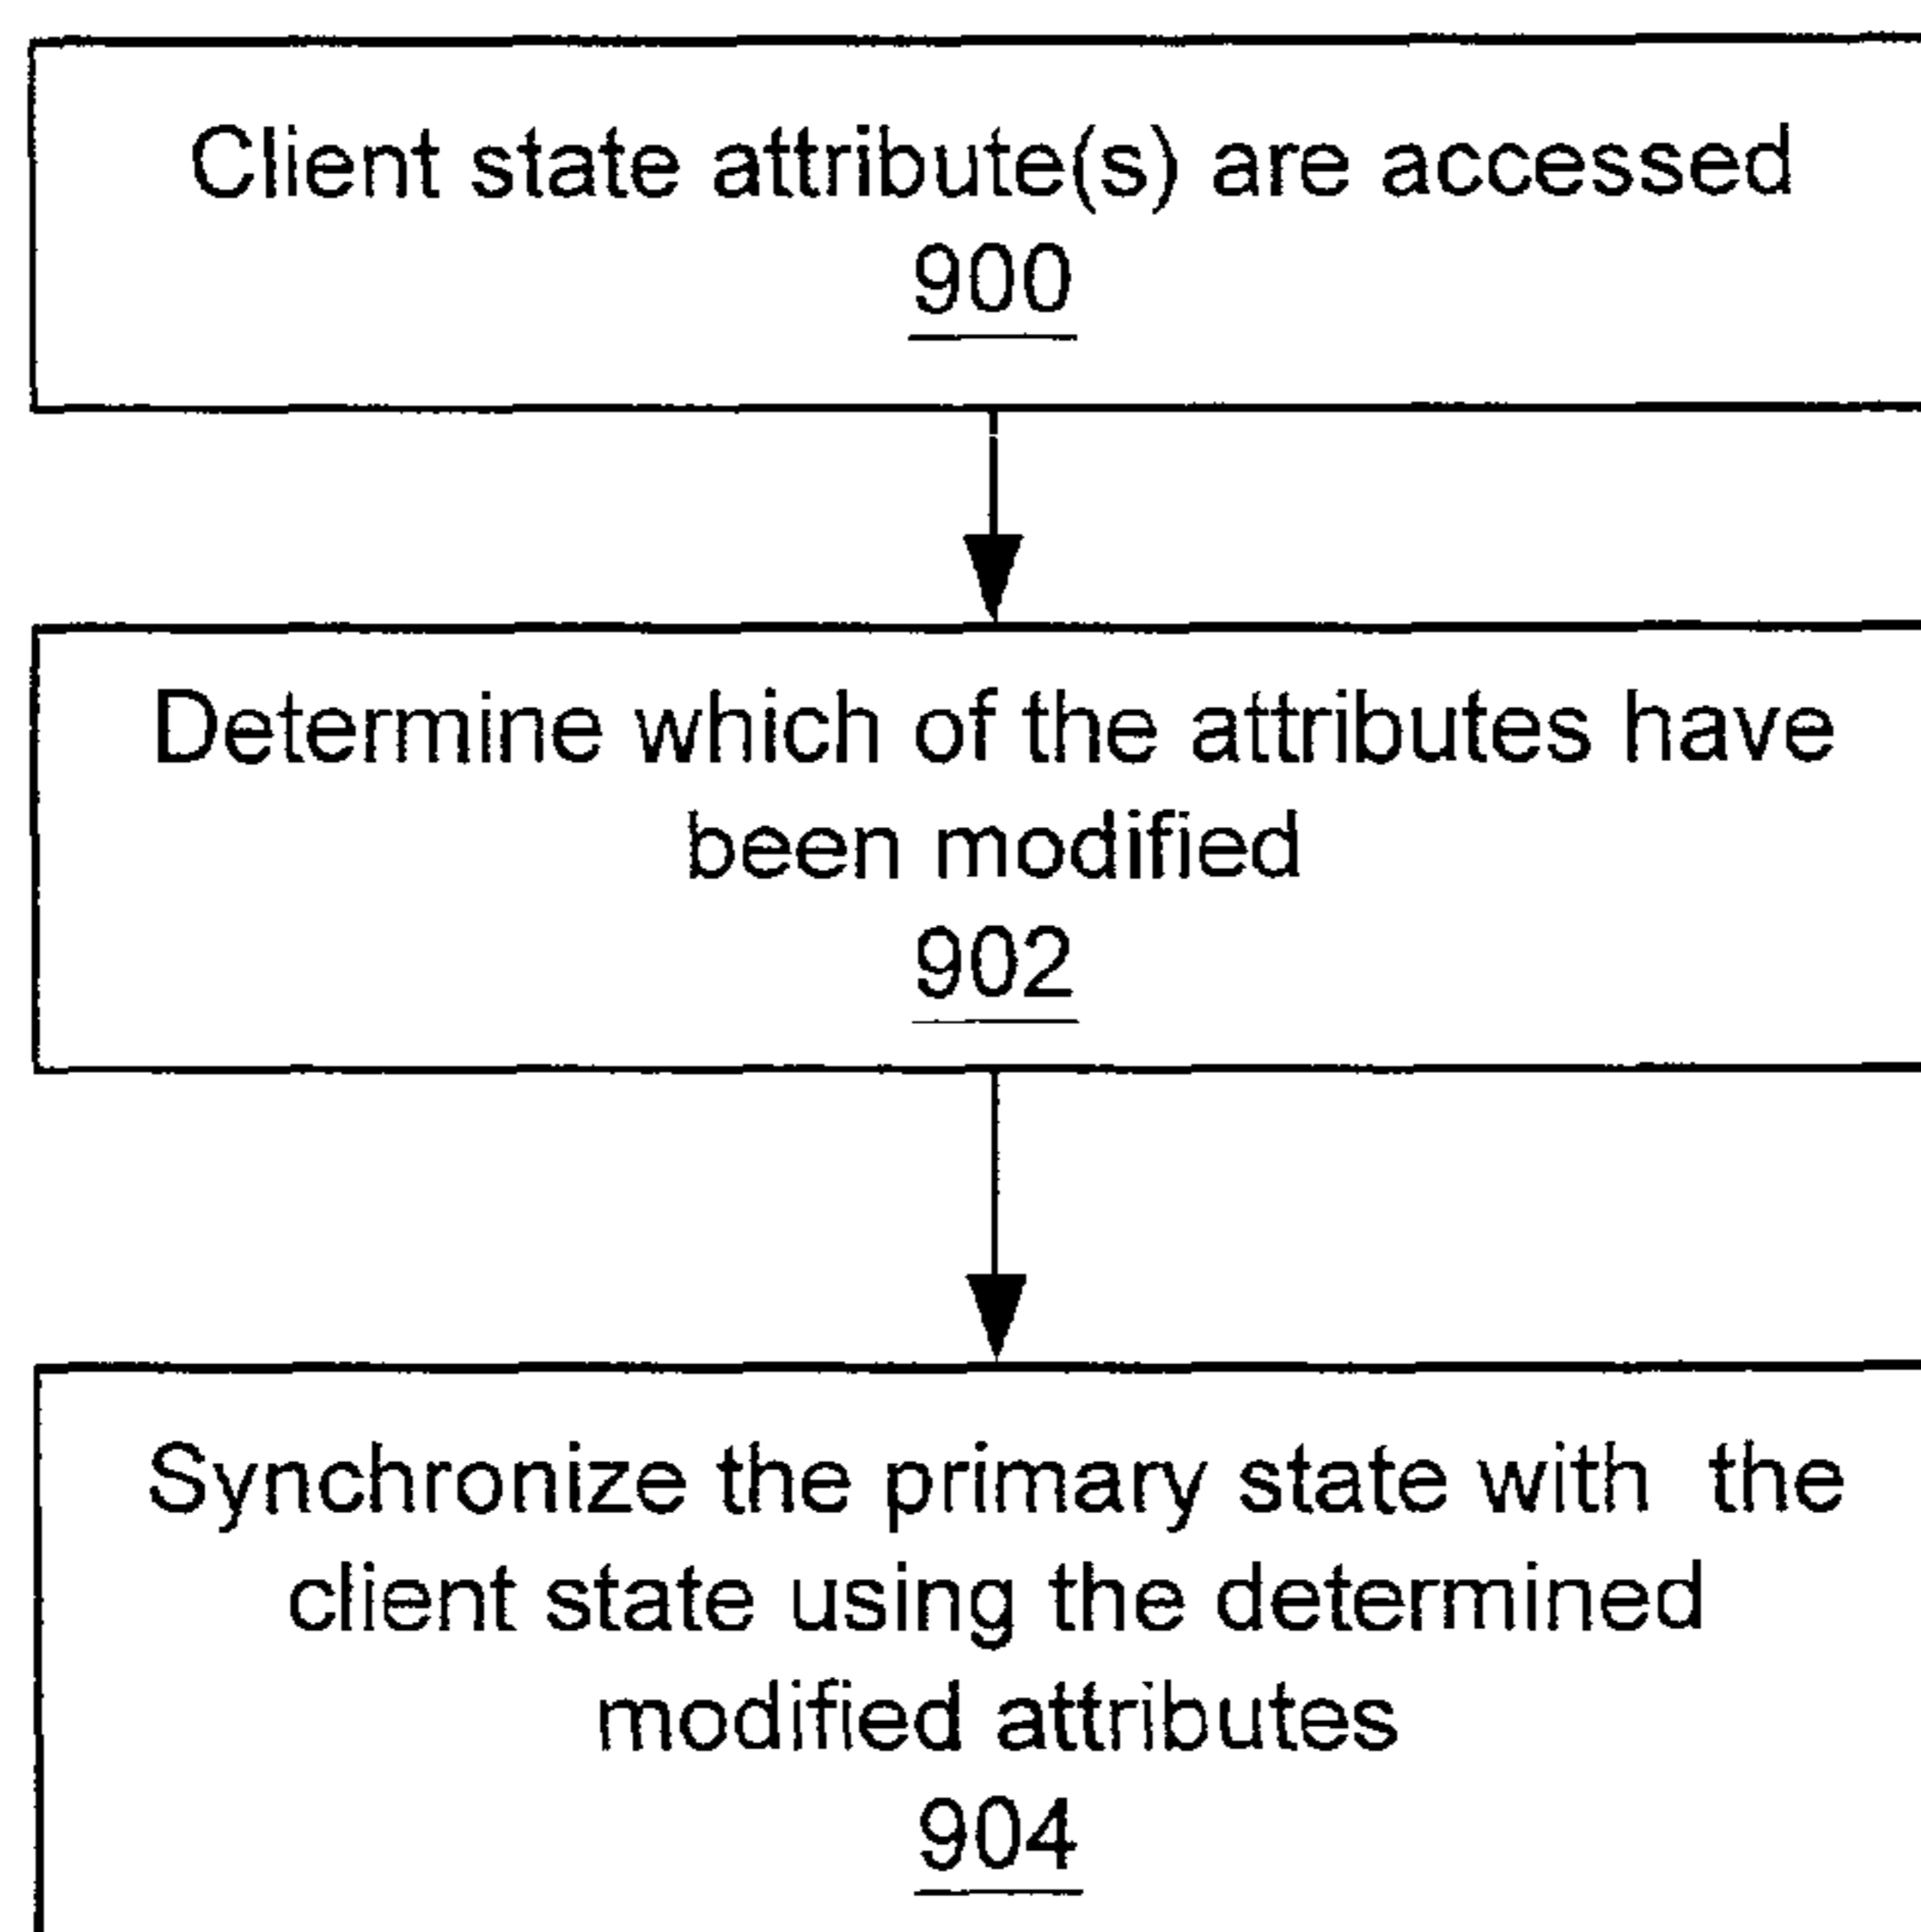 Client state attribute(s) are accessed
900
Determine which of the attributes have
been modified
902
Synchronize the primary state with the
client state using the determined
modified attributes
904